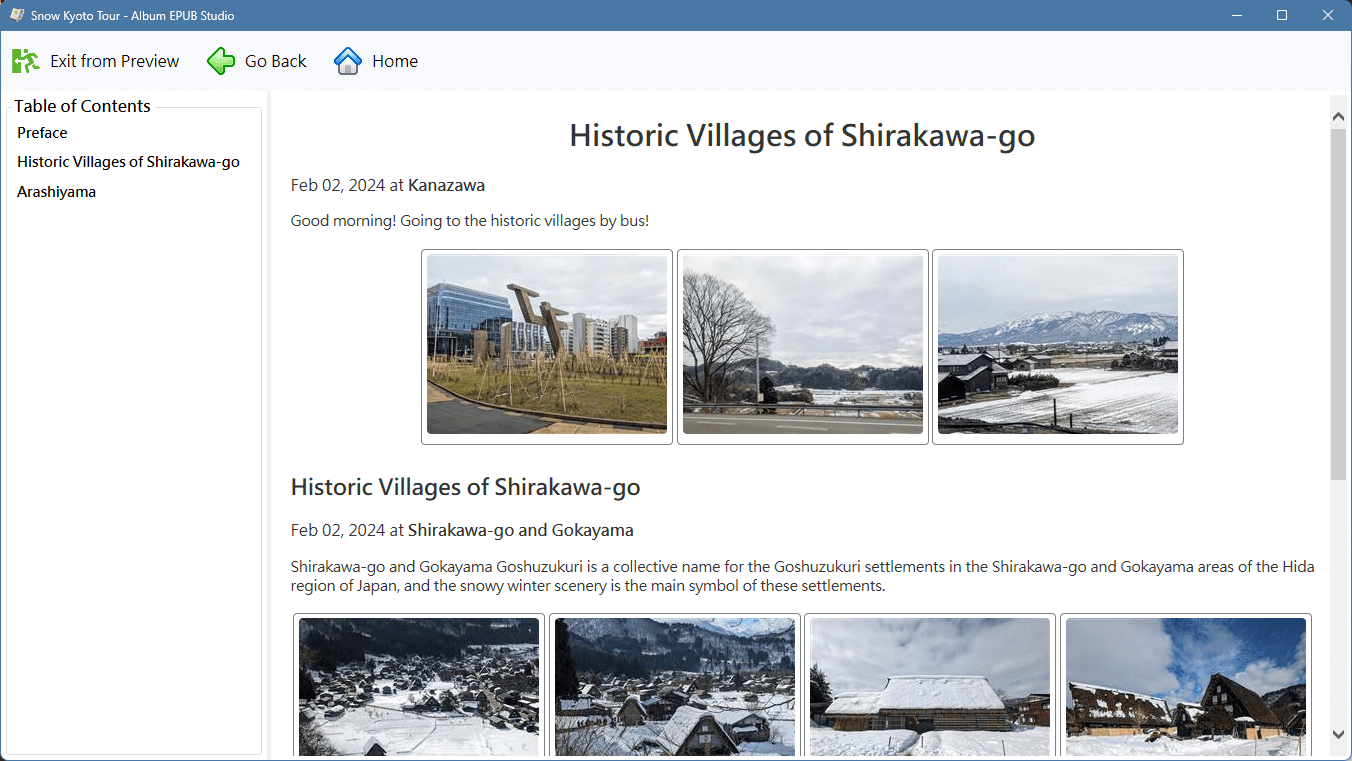 Snow Kyoto Tour - Album EPUB Studio
Exit from Preview
Go Back
Home
Table of Contents
Preface
Historic Villages of Shirakawa-go
Arashiyama
Historic Villages of Shirakawa-go
Feb 02, 2024 at Kanazawa
Good morning! Going to the historic villages by bus!
Historic Villages of Shirakawa-go
Feb 02, 2024 at Shirakawa-go and Gokayama
Shirakawa-go and Gokayama Goshuzukuri is a collective name for the Goshuzukuri settlements in the Shirakawa-go and Gokayama areas of the Hida
region of Japan, and the snowy winter scenery is the main symbol of these settlements.